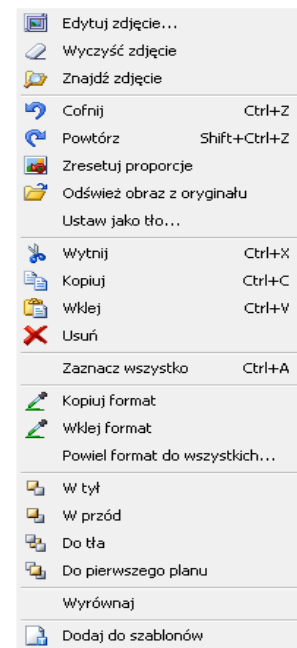 Edytuj zdjęcie...
Wyczyść zdjęcie
Znajdź zdjęcie
Cofnij Ctrl+Z
Powtórz Shift+Ctrl+Z
Zresetuj proporcje
Odśwież obraz z oryginału
Ustaw jako tło...
Wytnij Ctrl+X
Kopiuj Ctrl+C
Wklej Ctrl+V
Usuń
Zaznacz wszystko Ctrl+A
Kopiuj format
Wklej format
Powiel format do wszystkich...
W tył
W przód
Do tła
Do pierwszego planu
Wyrównaj
Dodaj do szablonów